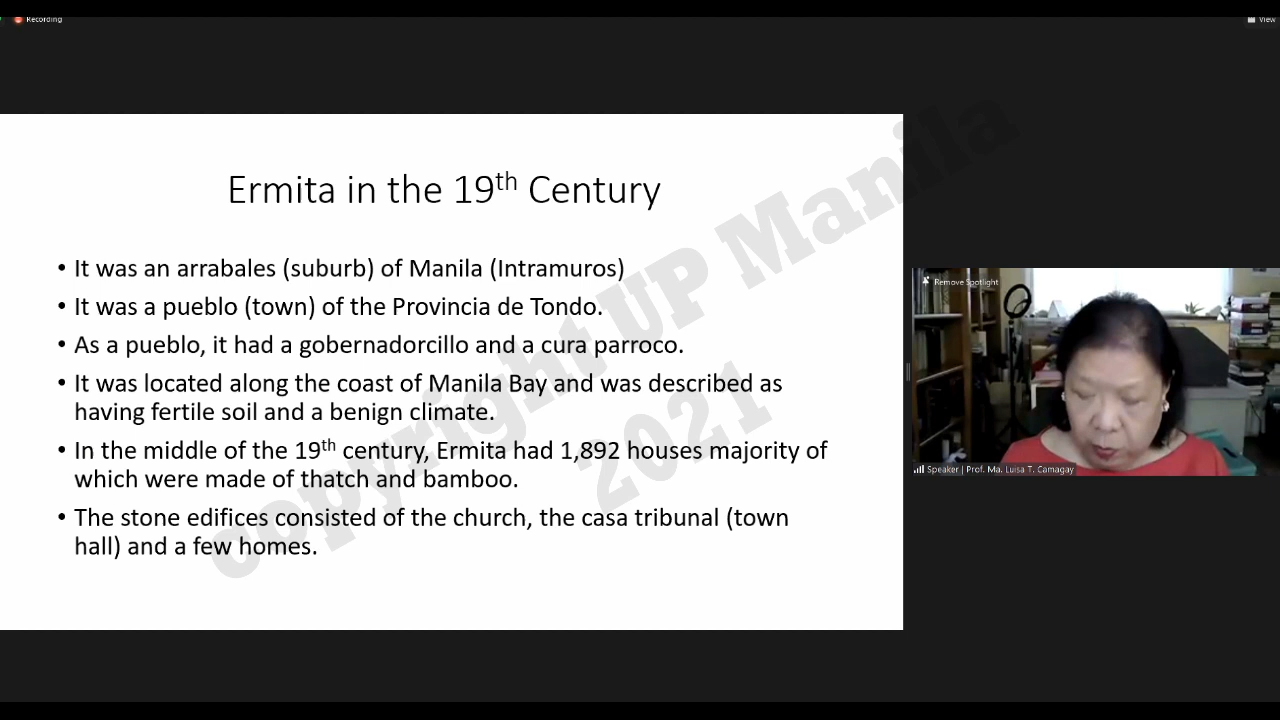 Recording
View
Ermita in the 19th Century
• It was an arrabales (suburb) of Manila (Intramuros)
• It was a pueblo (town) of the Provincia de Tondo.
• As a pueblo, it had a gobernadorcillo and a cura parroco.
• It was located along the coast of Manila Bay and was described as
having fertile soil and a benign climate.
• In the middle of the 19th century, Ermita had 1,892 houses majority of
which were made of thatch and bamboo.
• The stone edifices consisted of the church, the casa tribunal (town
hall) and a few homes.
copyright UP Manila
2021
Remove Spotlight
Speaker | Prof. Ma. Luisa T. Camagay